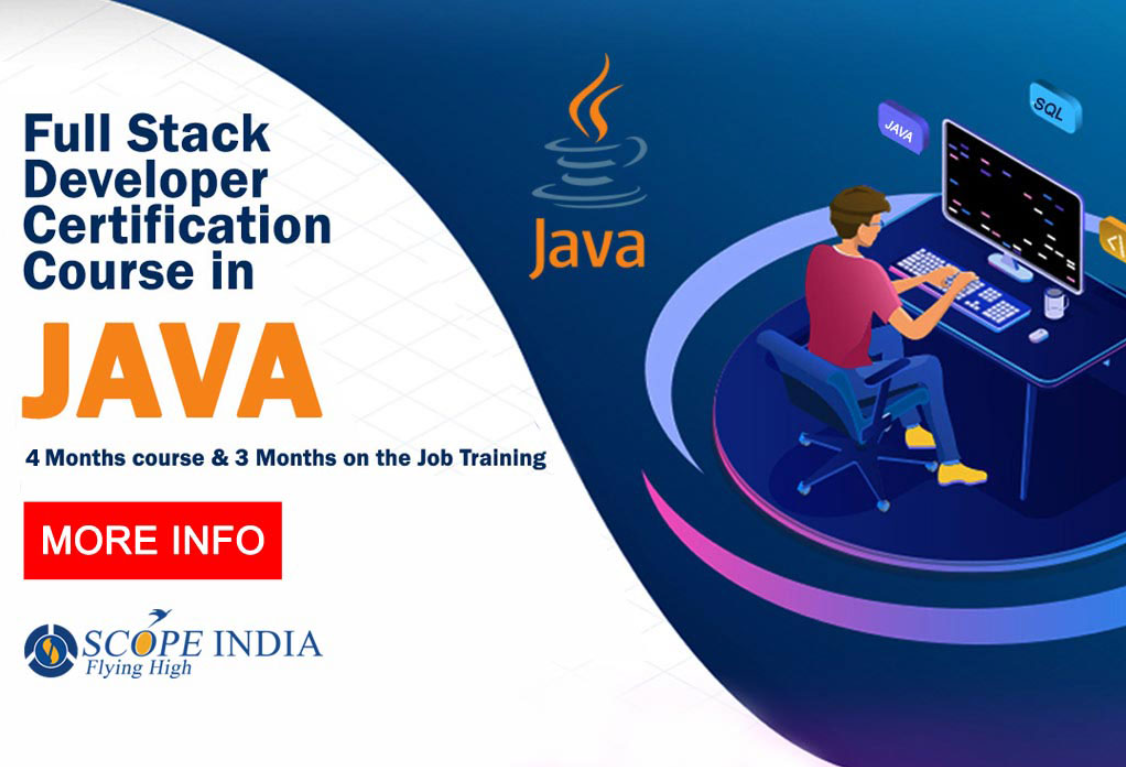 Full Stack
Developer
Certification
Course in
JAVA
4 Months course & 3 Months on the Job Training
MORE INFO
SCOPE INDIA
Flying High
Java
JAVA
SQL